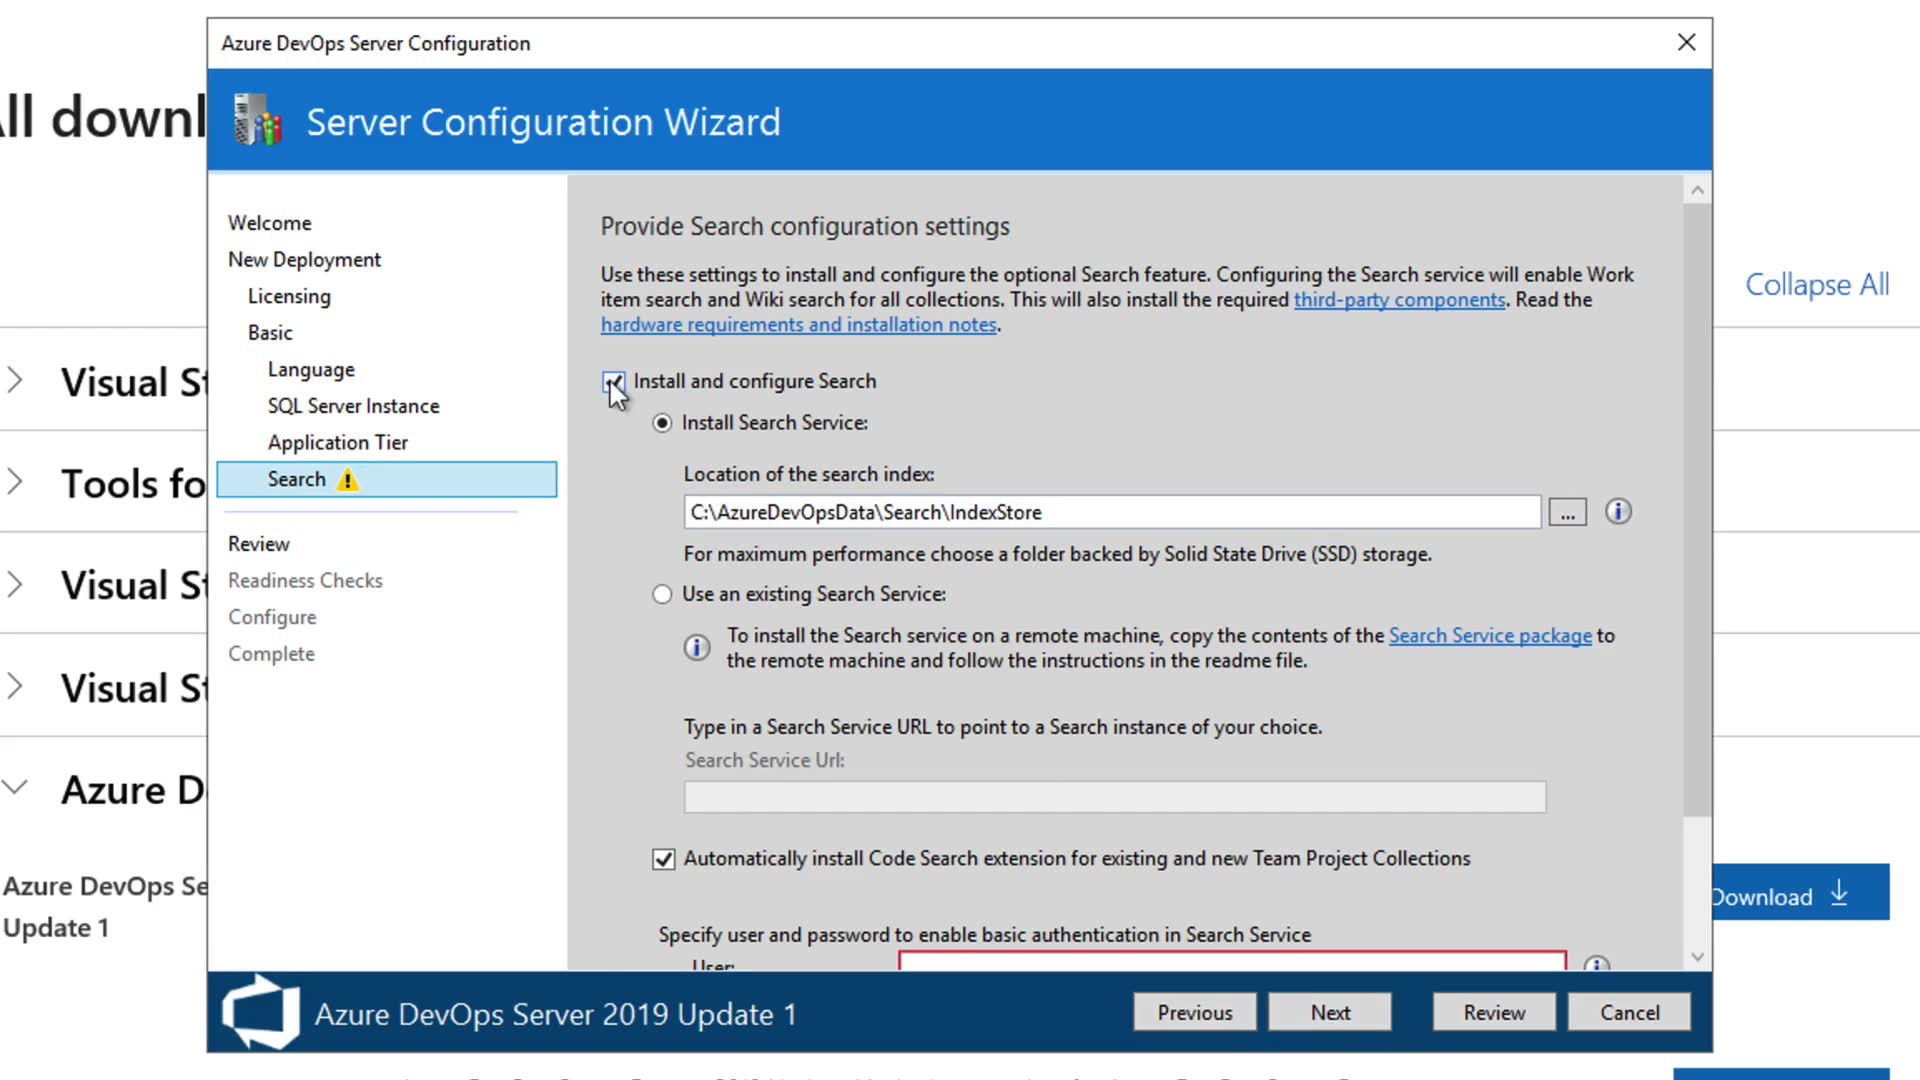 Azure DevOps Server Configuration
Server Configuration Wizard
All downl
Collapse All
Visual St
Tools fo
Visual St
Visual St
Azure D
Azure DevOps Se
Update 1
Download
Welcome
New Deployment
Licensing
Basic
Language
SQL Server Instance
Application Tier
Search
Review
Readiness Checks
Configure
Complete
Provide Search configuration settings
Use these settings to install and configure the optional Search feature. Configuring the Search service will enable Work
item search and Wiki search for all collections. This will also install the required third-party components. Read the
hardware requirements and installation notes.
Install and configure Search
Install Search Service:
Location of the search index:
C:\AzureDevOpsData\Search\IndexStore
...
For maximum performance choose a folder backed by Solid State Drive (SSD) storage.
Use an existing Search Service:
To install the Search service on a remote machine, copy the contents of the Search Service package to
the remote machine and follow the instructions in the readme file.
Type in a Search Service URL to point to a Search instance of your choice.
Search Service Url:
Automatically install Code Search extension for existing and new Team Project Collections
Specify user and password to enable basic authentication in Search Service
User:
Azure DevOps Server 2019 Update 1
Previous
Next
Review
Cancel